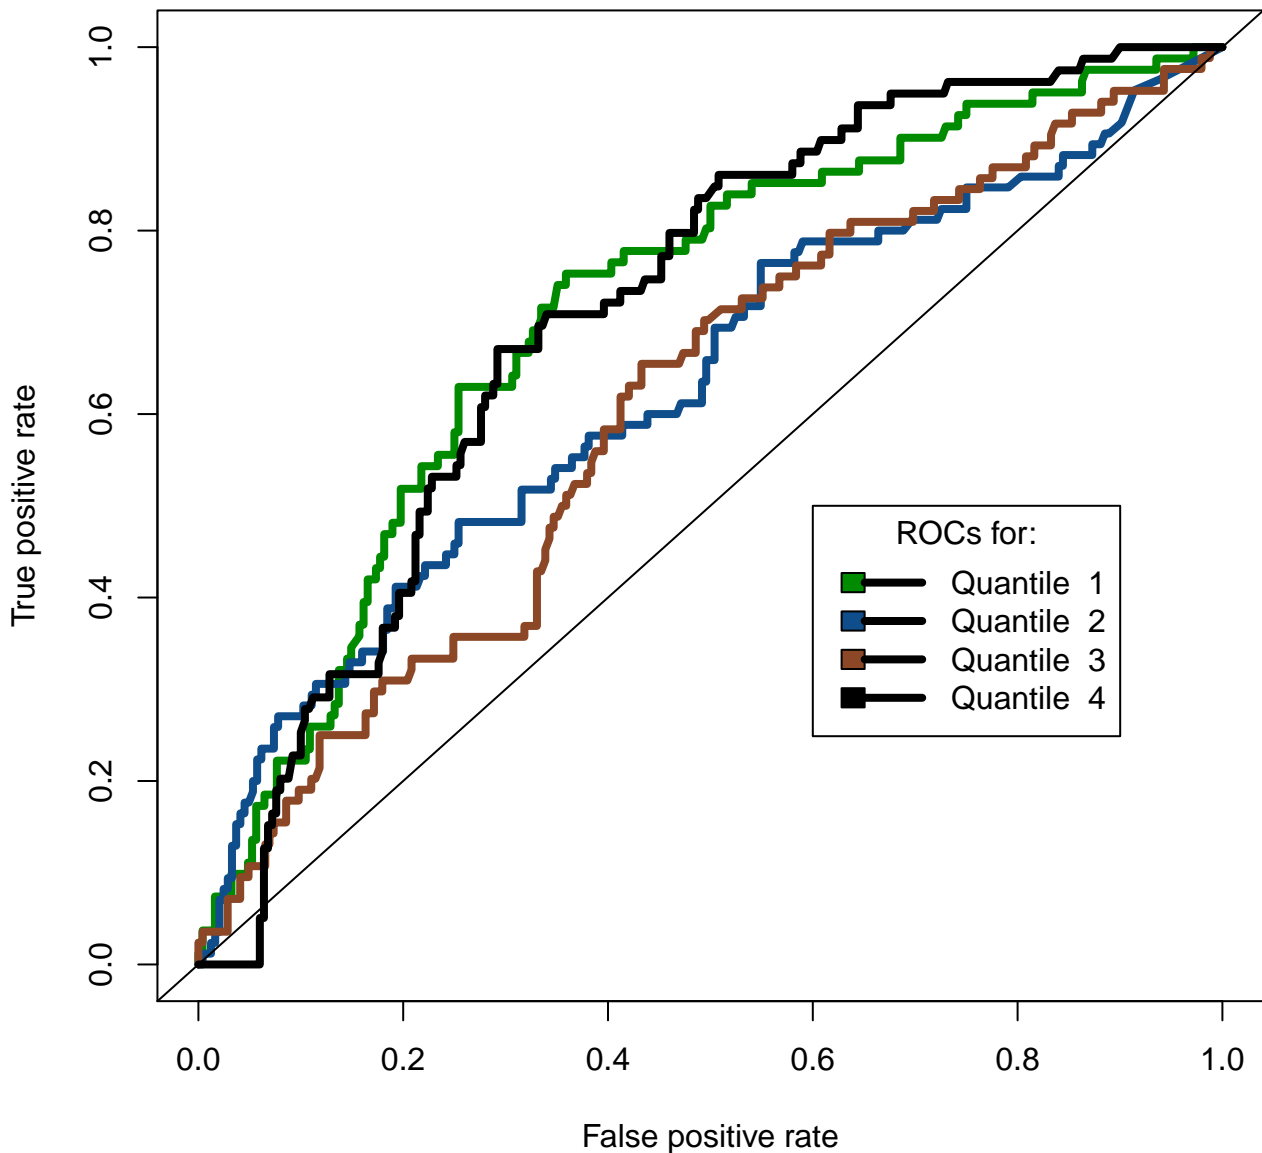 True positive rate
1.0
0.8
0.6
0.4
0.2
0.0
ROCs for:
Quantile 1
Quantile 2
Quantile 3
Quantile 4
0.0 0.2 0.4 0.6 0.8 1.0
False positive rate